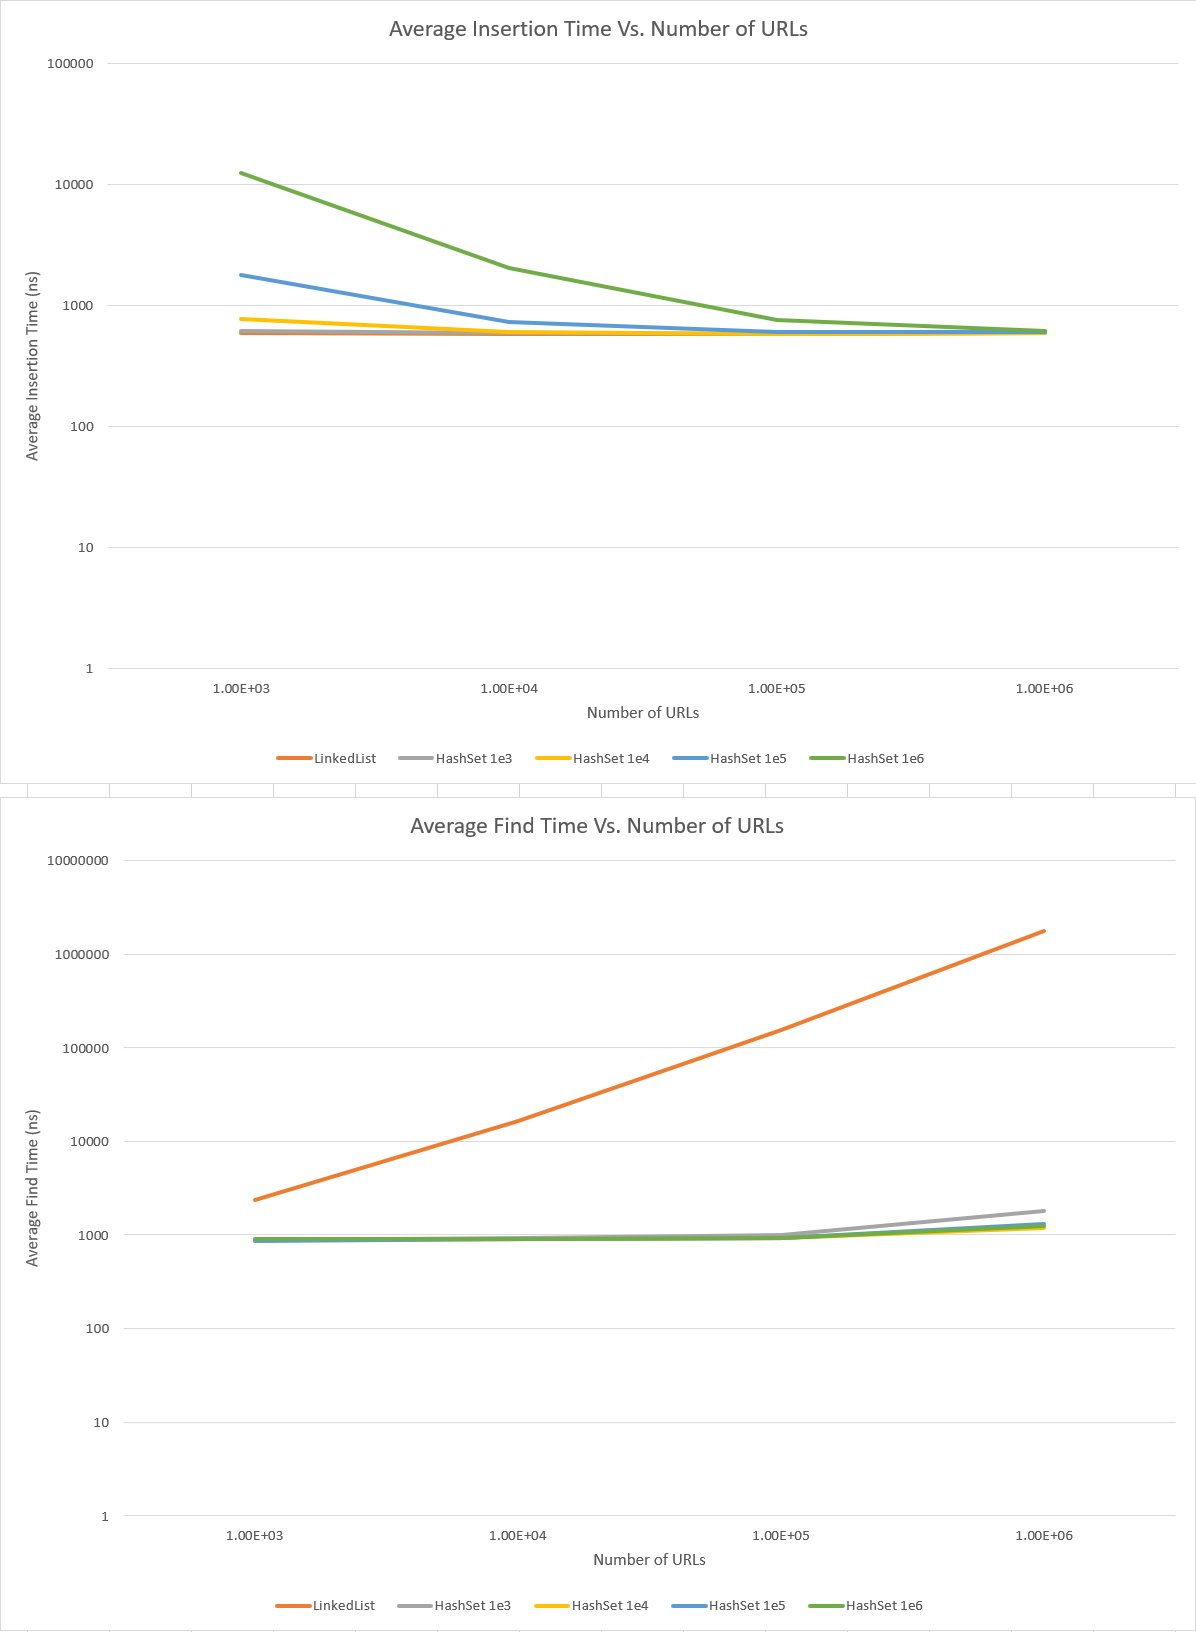 Average Insertion Time Vs. Number of URLs
100000
10000
1000
100
10
1
Average Insertion Time (ns)
1.00E+03 1.00E+04 1.00E+05 1.00E+06
Number of URLs
LinkedList HashSet 1e3 HashSet 1e4 HashSet 1e5 HashSet 1e6
Average Find Time Vs. Number of URLs
10000000
1000000
100000
10000
1000
100
10
1
Average Find Time (ns)
1.00E+03 1.00E+04 1.00E+05 1.00E+06
Number of URLs
LinkedList HashSet 1e3 HashSet 1e4 HashSet 1e5 HashSet 1e6